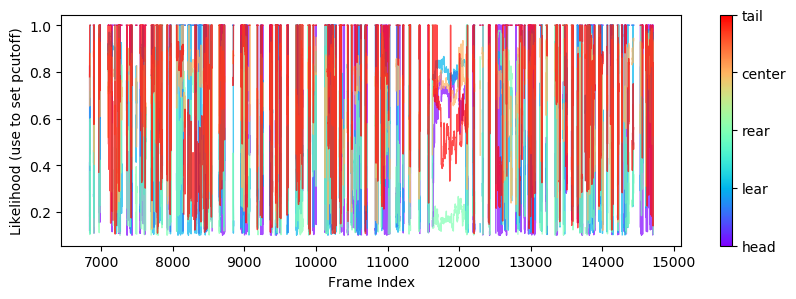 Likelihood (use to set pcutoff)
1.0
0.8
0.6
0.4
0.2
7000 8000 9000 10000 11000 12000 13000 14000 15000
Frame Index
tail
center
rear
lear
head